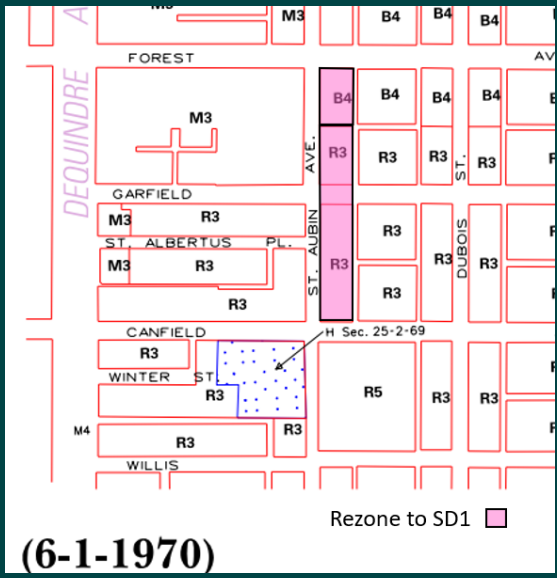 M3 B4 B4 B4
FOREST AV
DEQUINDRE
A
M3
B4 B4 B4 B4
AVE.
R3 R3 R3 ST. R3
GARFIELD
M3 R3
ST. ALBERTUS PL.
ST. AUBIN
R3
DUBOIS
M3 R3
R3 R3 R3
R3
R3
CANFIELD
H Sec. 25-2-69
R3
WINTER ST.
R3
R5 R3 R3
M4
R3
R3
WILLIS
Rezone to SD1
(6-1-1970)